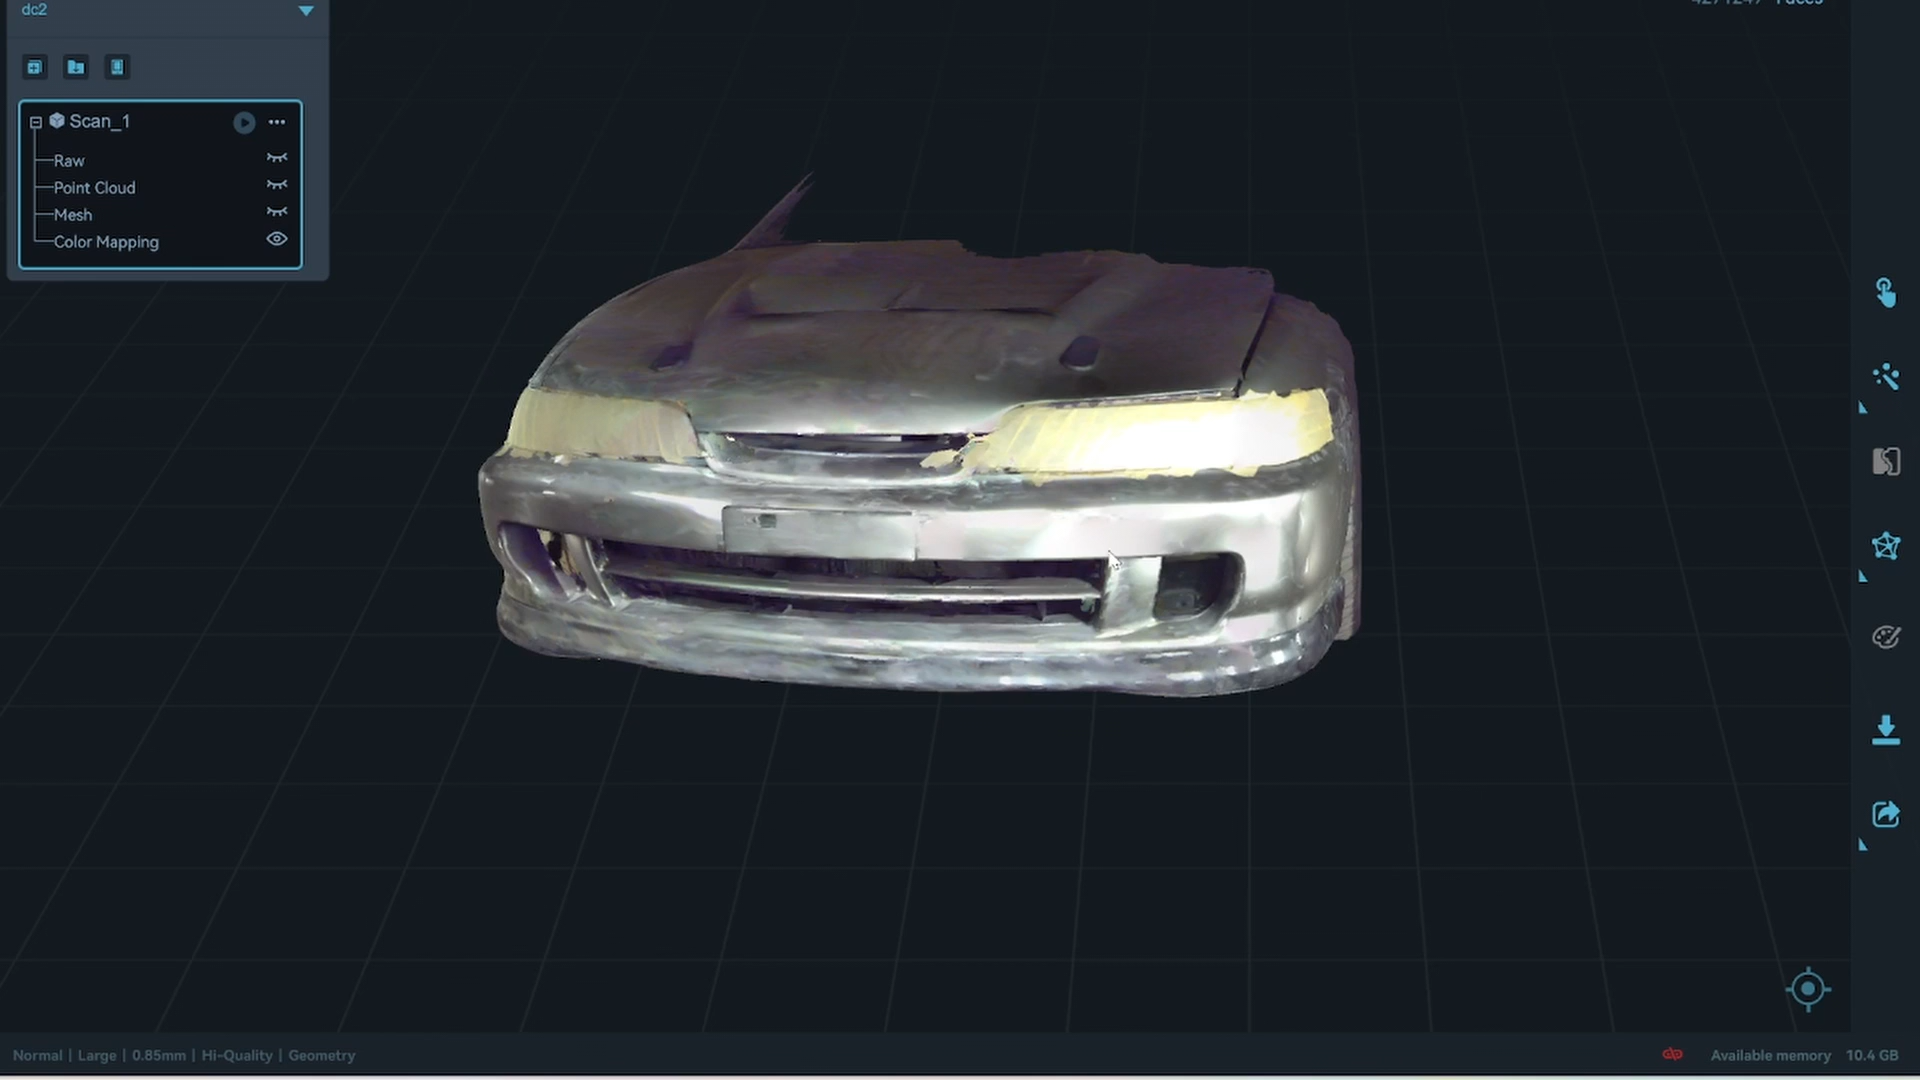 dc2
Scan_1
Raw
Point Cloud
Mesh
Color Mapping
Normal | Large | 0.85mm | Hi-Quality | Geometry
Available memory 10.4 GB